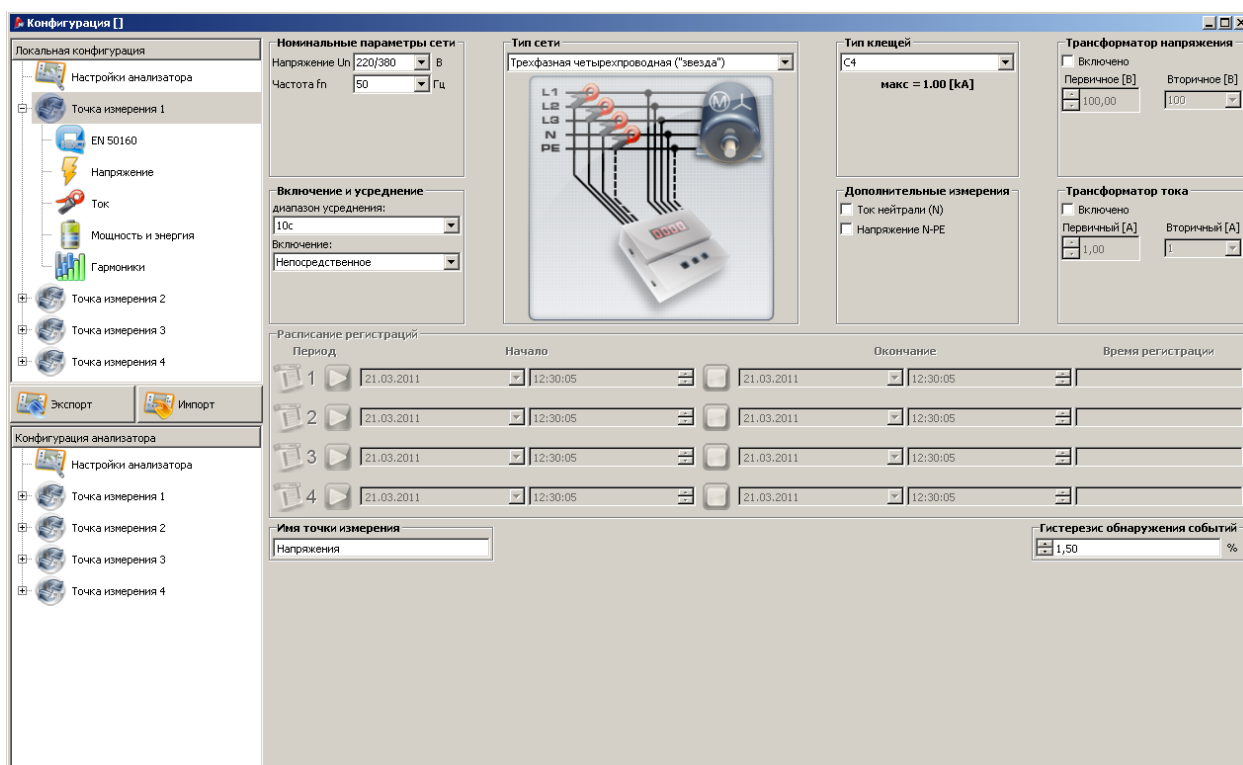 Конфигурация []
Локальная конфигурация
Настройки анализатора
Точка измерения 1
EN 50160
Напряжение
Ток
Мощность и энергия
Гармоники
Точка измерения 2
Точка измерения 3
Точка измерения 4
Экспорт
Импорт
Конфигурация анализатора
Настройки анализатора
Точка измерения 1
Точка измерения 2
Точка измерения 3
Точка измерения 4
Номинальные параметры сети
Напряжение Un 220/380 В
Частота fn 50 Гц
Включение и усреднение
диапазон усреднения:
10с
Включение:
Непосредственное
Тип сети
Трехфазная четырехпроводная ("звезда")
L1
L2
L3
N
PE
M
Тип клещей
C4
макс = 1.00 [kA]
Дополнительные измерения
Ток нейтрали (N)
Напряжение N-PE
Трансформатор напряжения
Включено
Первичное [В] Вторичное [В]
100,00 100
Трансформатор тока
Включено
Первичный [А] Вторичный [А]
1,00 1
Расписание регистраций
Период Начало Окончание Время регистрации
1 21.03.2011 12:30:05 21.03.2011 12:30:05
2 21.03.2011 12:30:05 21.03.2011 12:30:05
3 21.03.2011 12:30:05 21.03.2011 12:30:05
4 21.03.2011 12:30:05 21.03.2011 12:30:05
Имя точки измерения
Напряжения
Гистерезис обнаружения событий
1,50 %